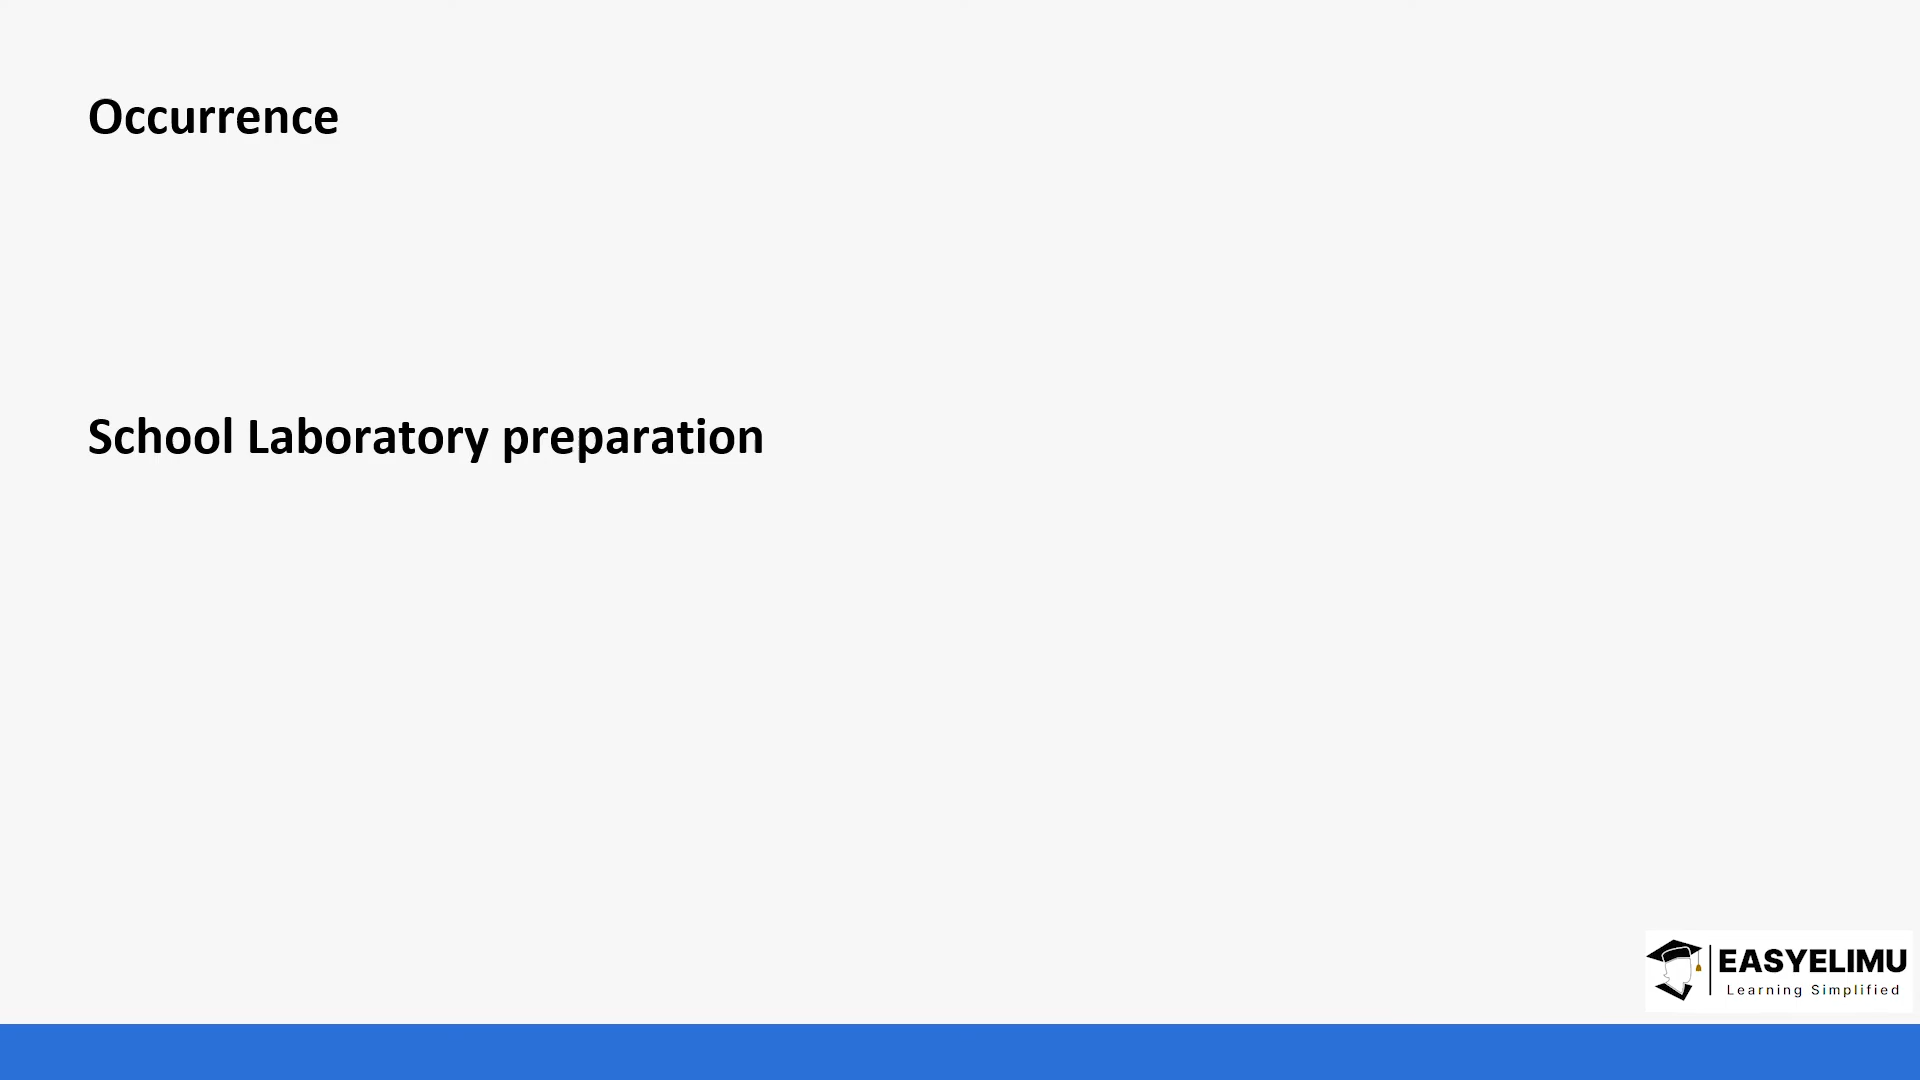 Occurrence
School Laboratory preparation
EASYELIMU
Learning Simplified